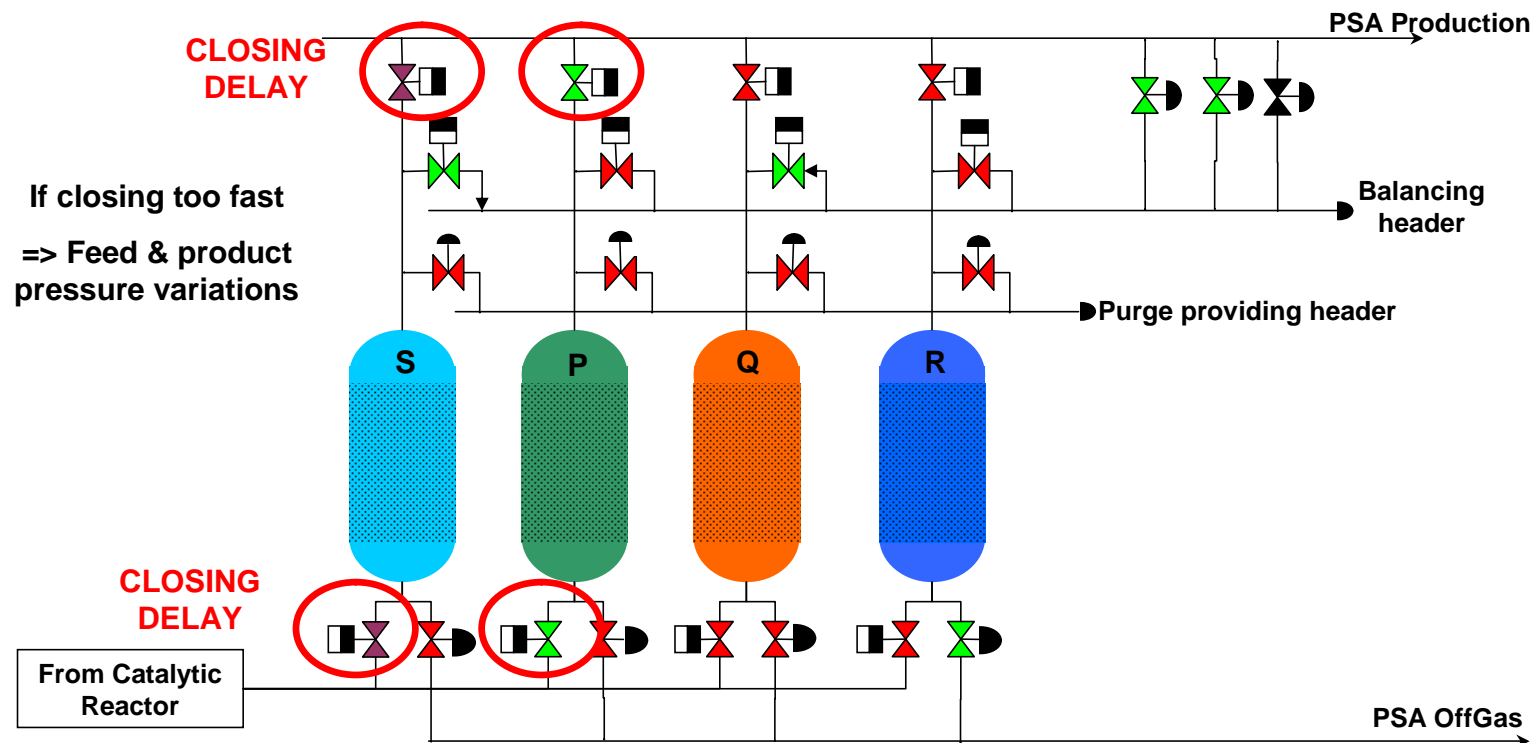 PSA Production
CLOSING
DELAY
If closing too fast
=> Feed & product
pressure variations
Balancing
header
Purge providing header
S
P
Q
R
CLOSING
DELAY
From Catalytic
Reactor
PSA OffGas